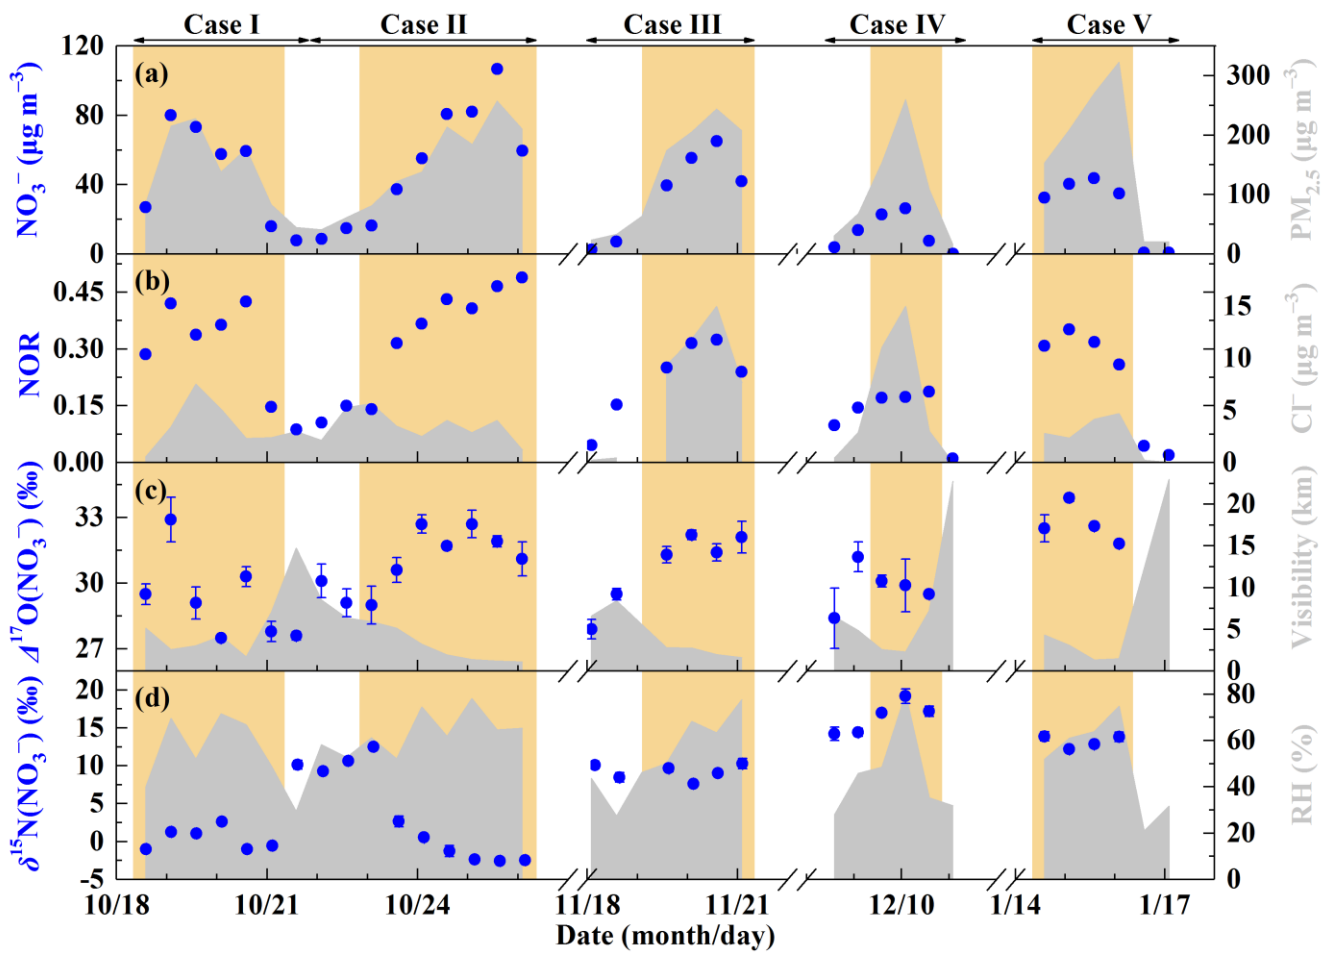 Case I Case II Case III Case IV Case V
(a)
NO₃⁻ (μg m⁻³)
120
80
40
0
300
200
100
0
PM₂.₅ (μg m⁻³)
(b)
NOR
0.45
0.30
0.15
0.00
15
10
5
0
Cl⁻ (μg m⁻³)
(c)
Δ¹⁷O(NO₃⁻) (‰)
33
30
27
20
15
10
5
0
Visibility (km)
(d)
δ¹⁵N(NO₃⁻) (‰)
20
15
10
5
0
-5
80
60
40
20
0
RH (%)
10/18 10/21 10/24 11/18 11/21 12/10 1/14 1/17
Date (month/day)